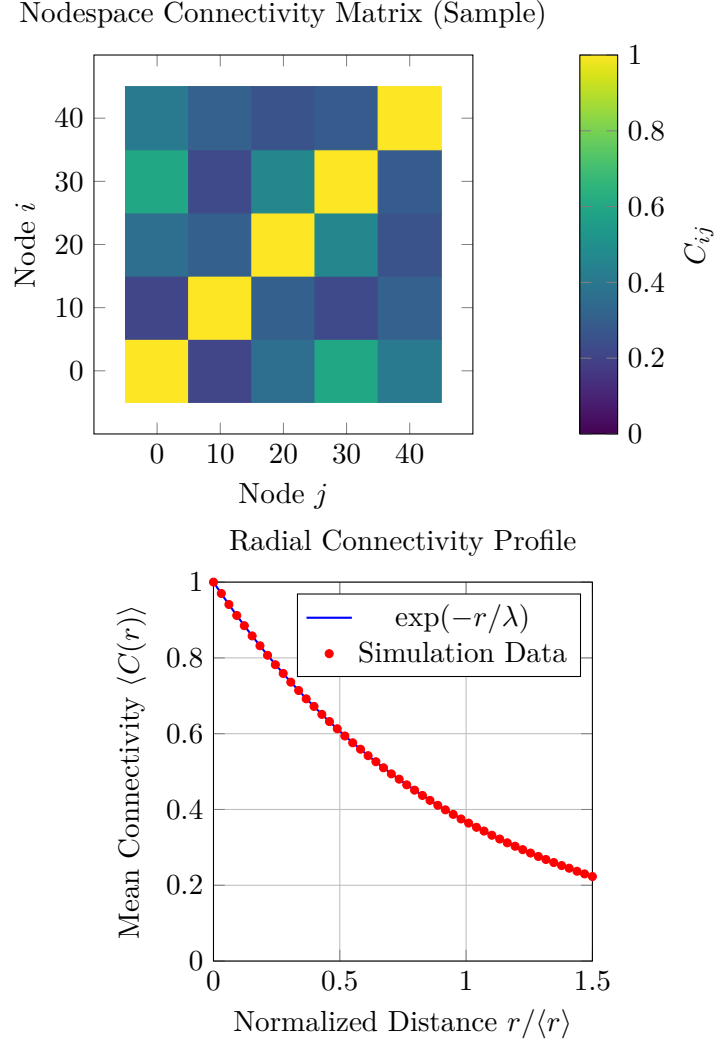 Nodespace Connectivity Matrix (Sample)
40
30
20
10
0
Node i
0 10 20 30 40
Node j
1
0.8
0.6
0.4
0.2
0
C_{ij}
Radial Connectivity Profile
1
0.8
0.6
0.4
0.2
0
Mean Connectivity ⟨C(r)⟩
exp(−r/λ)
Simulation Data
0 0.5 1 1.5
Normalized Distance r/⟨r⟩